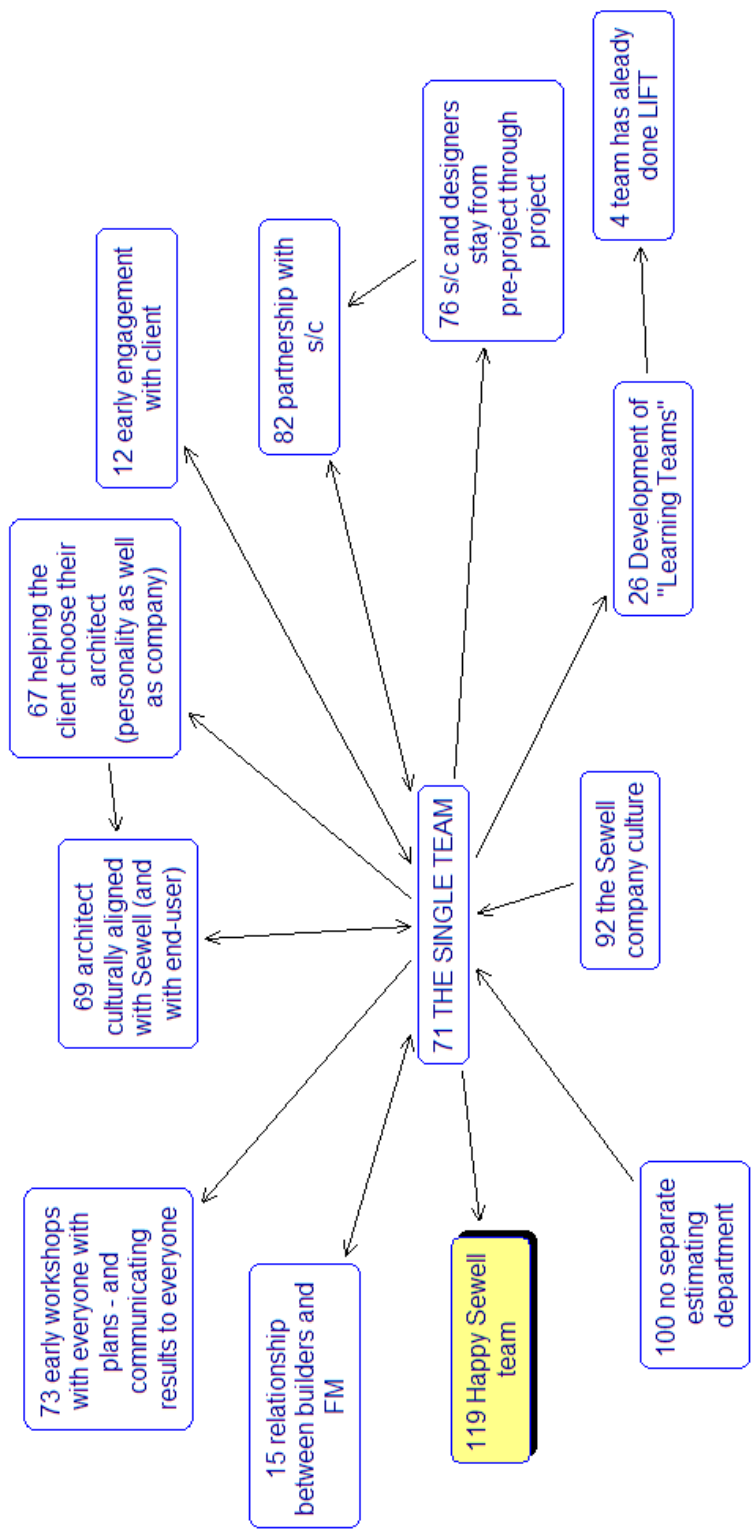 73 early workshops
with everyone with
plans - and
communicating
results to everyone
69 architect
culturally aligned
with Sewell (and
with end-user)
67 helping the
client choose their
architect
(personality as well
as company)
12 early engagement
with client
15 relationship
between builders and
FM
82 partnership with
s/c
119 Happy Sewell
team
71 THE SINGLE TEAM
76 s/c and designers
stay from
pre-project through
project
100 no separate
estimating
department
92 the Sewell
company culture
26 Development of
"Learning Teams"
4 team has aleady
done LIFT